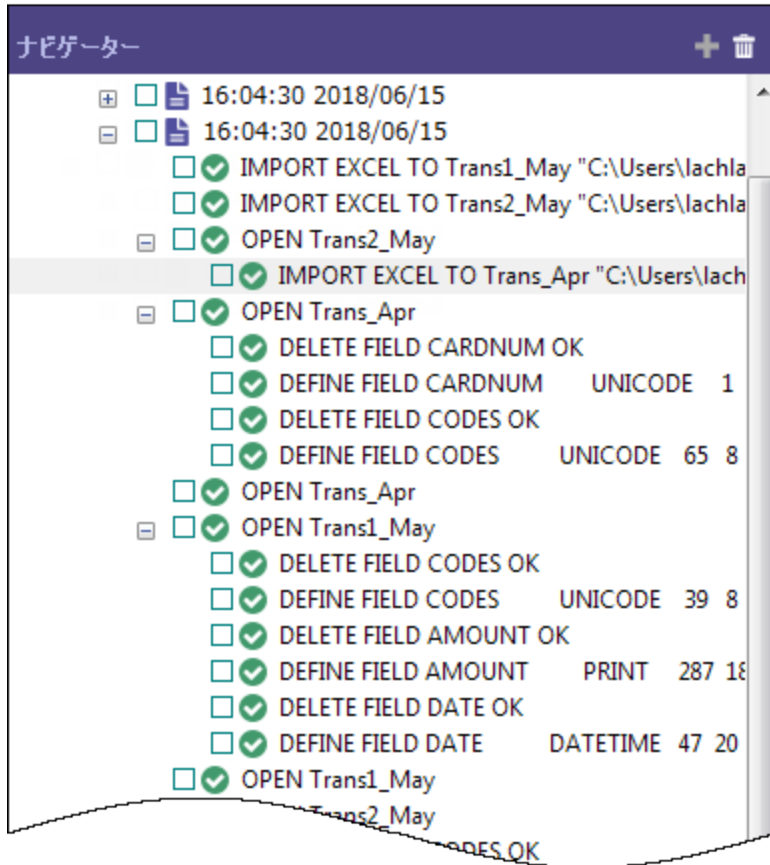 ナビゲーター
16:04:30 2018/06/15
16:04:30 2018/06/15
IMPORT EXCEL TO Trans1_May "C:\Users\lachla
IMPORT EXCEL TO Trans2_May "C:\Users\lachla
OPEN Trans2_May
IMPORT EXCEL TO Trans_Apr "C:\Users\lach
OPEN Trans_Apr
DELETE FIELD CARDNUM OK
DEFINE FIELD CARDNUM UNICODE 1
DELETE FIELD CODES OK
DEFINE FIELD CODES UNICODE 65 8
OPEN Trans_Apr
OPEN Trans1_May
DELETE FIELD CODES OK
DEFINE FIELD CODES UNICODE 39 8
DELETE FIELD AMOUNT OK
DEFINE FIELD AMOUNT PRINT 287 18
DELETE FIELD DATE OK
DEFINE FIELD DATE DATETIME 47 20
OPEN Trans1_May
Trans2_May
OK